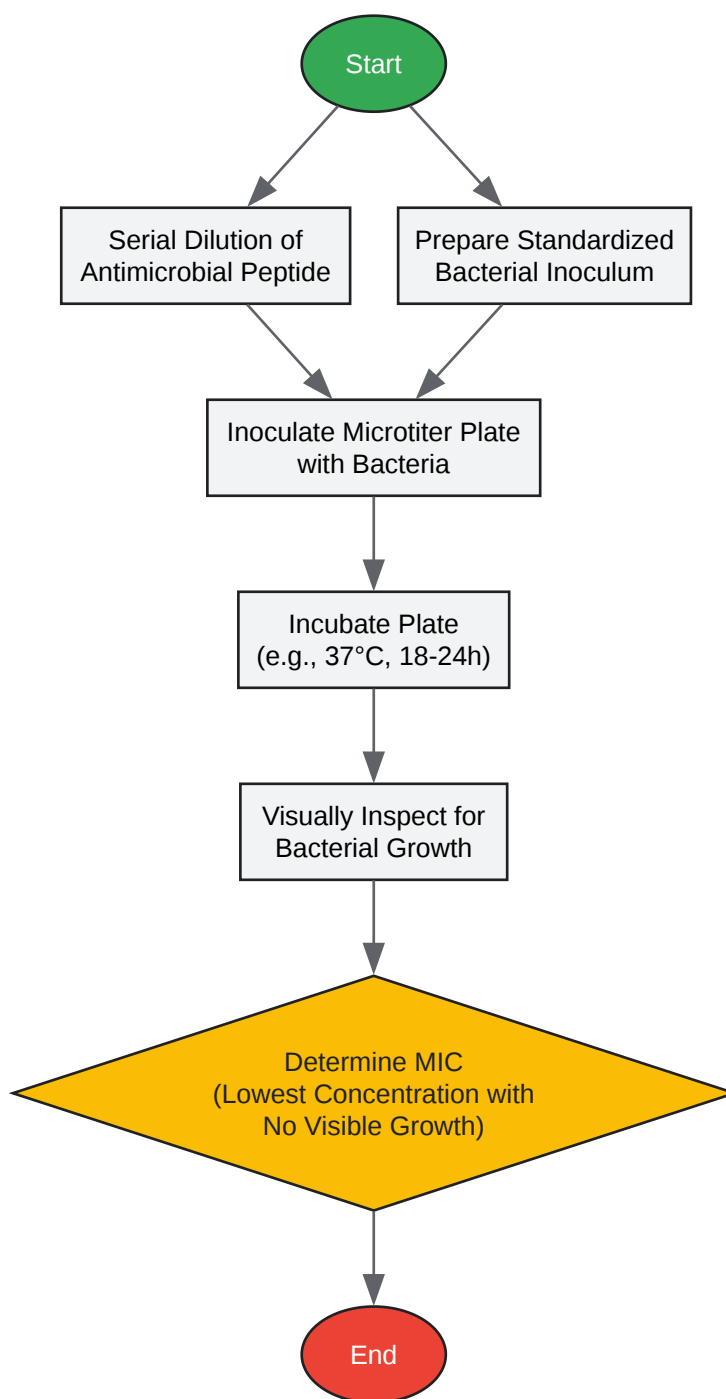 Start
Serial Dilution of
Antimicrobial Peptide
Prepare Standardized
Bacterial Inoculum
Inoculate Microtiter Plate
with Bacteria
Incubate Plate
(e.g., 37°C, 18-24h)
Visually Inspect for
Bacterial Growth
Determine MIC
(Lowest Concentration with
No Visible Growth)
End